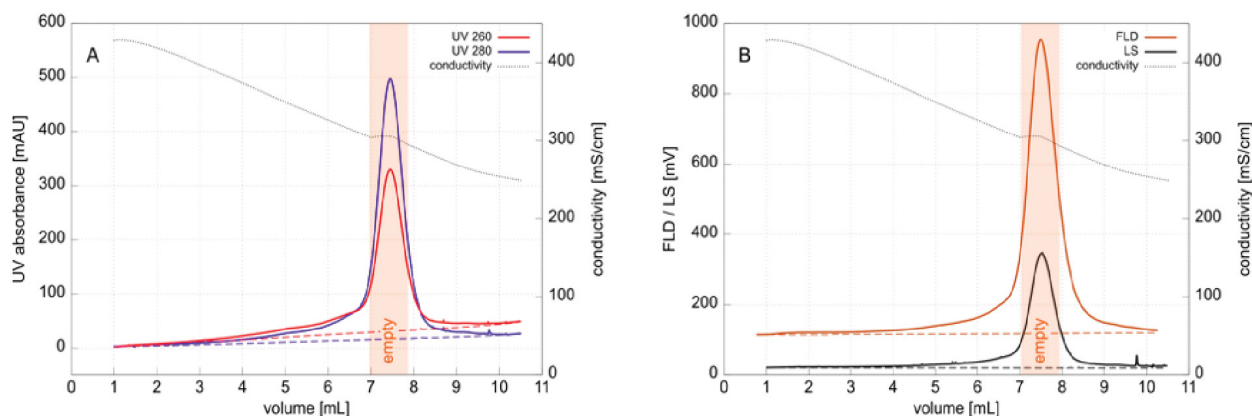 A
UV 260
UV 280
conductivity
UV absorbance [mAU]
600
500
400
300
200
100
0
400
300
200
100
0
conductivity [mS/cm]
empty
0 1 2 3 4 5 6 7 8 9 10 11
volume [mL]
B
FLD
LS
conductivity
FLD / LS [mV]
1000
800
600
400
200
0
400
300
200
100
0
conductivity [mS/cm]
empty
0 1 2 3 4 5 6 7 8 9 10 11
volume [mL]